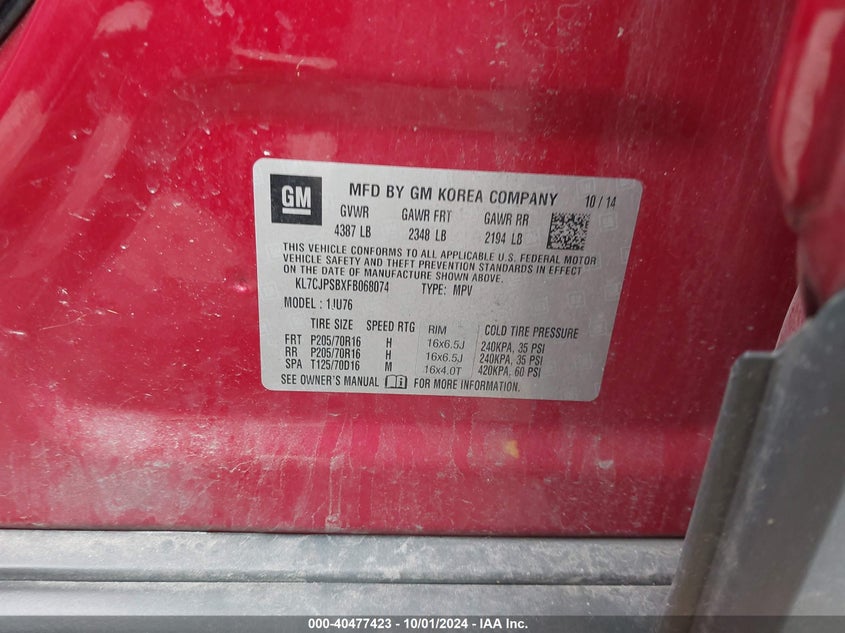 GM
MFD BY GM KOREA COMPANY 10/14
GVWR GAWR FRT GAWR RR
4387 LB 2348 LB 2194 LB
THIS VEHICLE CONFORMS TO ALL APPLICABLE U.S. FEDERAL MOTOR
VEHICLE SAFETY AND THEFT PREVENTION STANDARDS IN EFFECT
ON THE DATE OF MANUFACTURE SHOWN ABOVE.
KL7CJPSBXFB068074 TYPE: MPV
MODEL : 1JU76
TIRE SIZE SPEED RTG RIM COLD TIRE PRESSURE
FRT P205/70R16 H 16x6.5J 240KPA, 35 PSI
RR P205/70R16 H 16x6.5J 240KPA, 35 PSI
SPA T125/70D16 M 16x4.0T 420KPA, 60 PSI
SEE OWNER'S MANUAL FOR MORE INFORMATION.
000-40477423 - 10/01/2024 - IAA Inc.